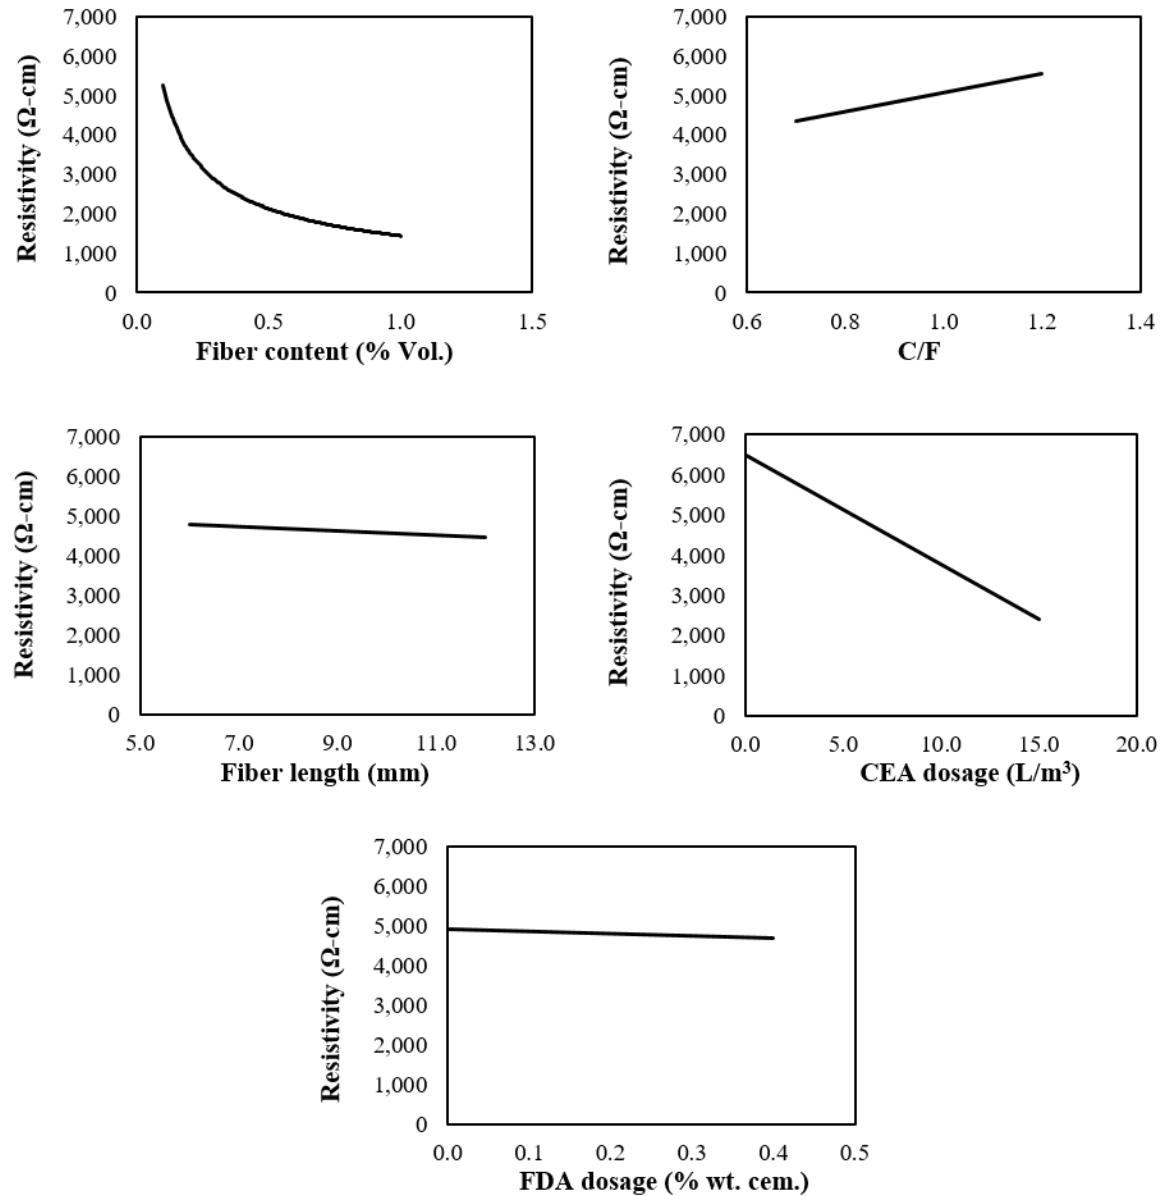 7,000
6,000
5,000
4,000
3,000
2,000
1,000
0
Resistivity (Ω-cm)
0.0 0.5 1.0 1.5
Fiber content (% Vol.)
7,000
6,000
5,000
4,000
3,000
2,000
1,000
0
Resistivity (Ω-cm)
0.6 0.8 1.0 1.2 1.4
C/F
7,000
6,000
5,000
4,000
3,000
2,000
1,000
0
Resistivity (Ω-cm)
5.0 7.0 9.0 11.0 13.0
Fiber length (mm)
7,000
6,000
5,000
4,000
3,000
2,000
1,000
0
Resistivity (Ω-cm)
0.0 5.0 10.0 15.0 20.0
CEA dosage (L/m³)
7,000
6,000
5,000
4,000
3,000
2,000
1,000
0
Resistivity (Ω-cm)
0.0 0.1 0.2 0.3 0.4 0.5
FDA dosage (% wt. cem.)